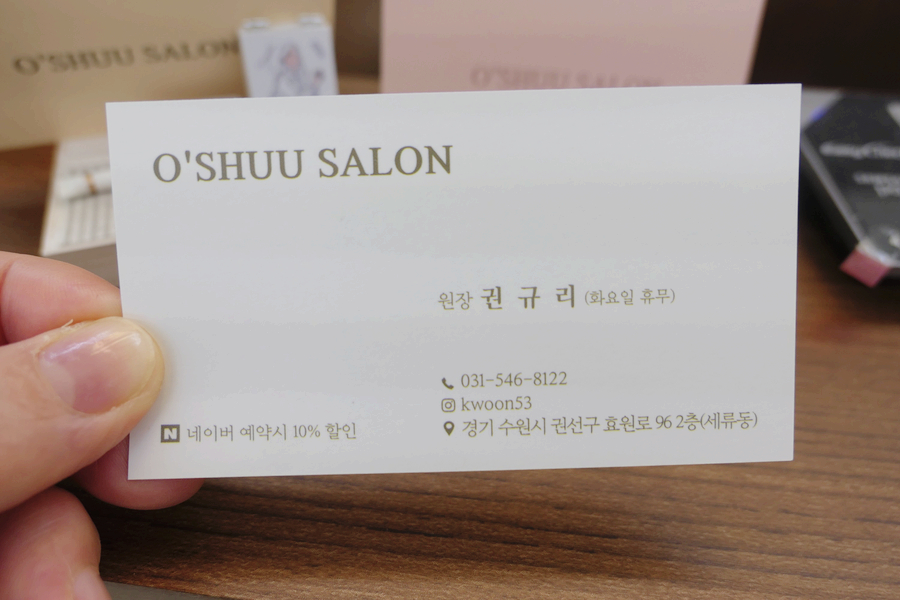 O'SHUU SALON
O'SHUU SALON
O'SHUU SALON
원장 권 규 리 (화요일 휴무)
031-546-8122
kwoon53
N 네이버 예약시 10% 할인
경기 수원시 권선구 효원로 96 2층(세류동)